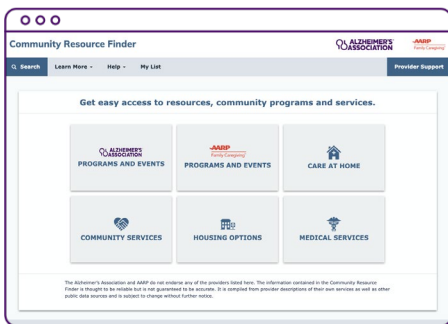 Community Resource Finder
ALZHEIMER'S
ASSOCIATION
AARP
Family Caregiving
Search Learn More Help My List Provider Support
Get easy access to resources, community programs and services.
ALZHEIMER'S
ASSOCIATION
PROGRAMS AND EVENTS
AARP
Family Caregiving
PROGRAMS AND EVENTS
CARE AT HOME
COMMUNITY SERVICES
HOUSING OPTIONS
MEDICAL SERVICES
The Alzheimer's Association and AARP do not endorse any of the providers listed here. The information contained in the Community Resource
Finder is thought to be reliable but is not guaranteed to be accurate. It is compiled from provider descriptions of their own services as well as other
public data sources and is subject to change without further notice.